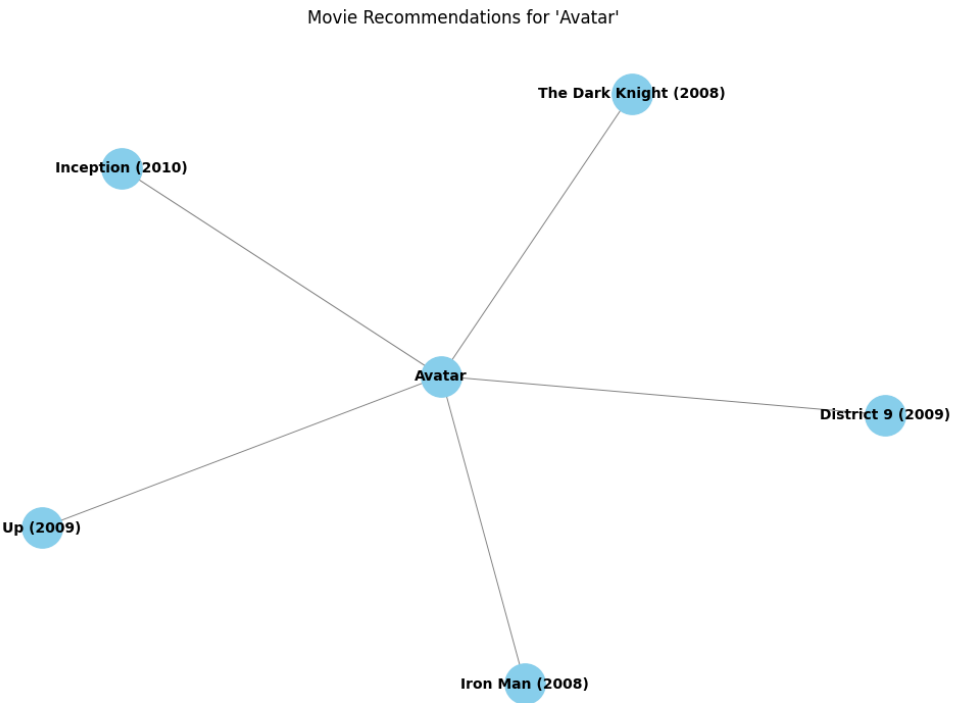 Movie Recommendations for 'Avatar'
The Dark Knight (2008)
Inception (2010)
Avatar
District 9 (2009)
Up (2009)
Iron Man (2008)